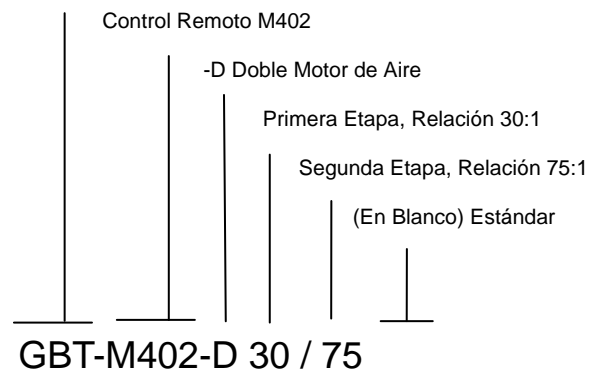 Control Remoto M402
-D Doble Motor de Aire
Primera Etapa, Relación 30:1
Segunda Etapa, Relación 75:1
(En Blanco) Estándar
GBT-M402-D 30 / 75